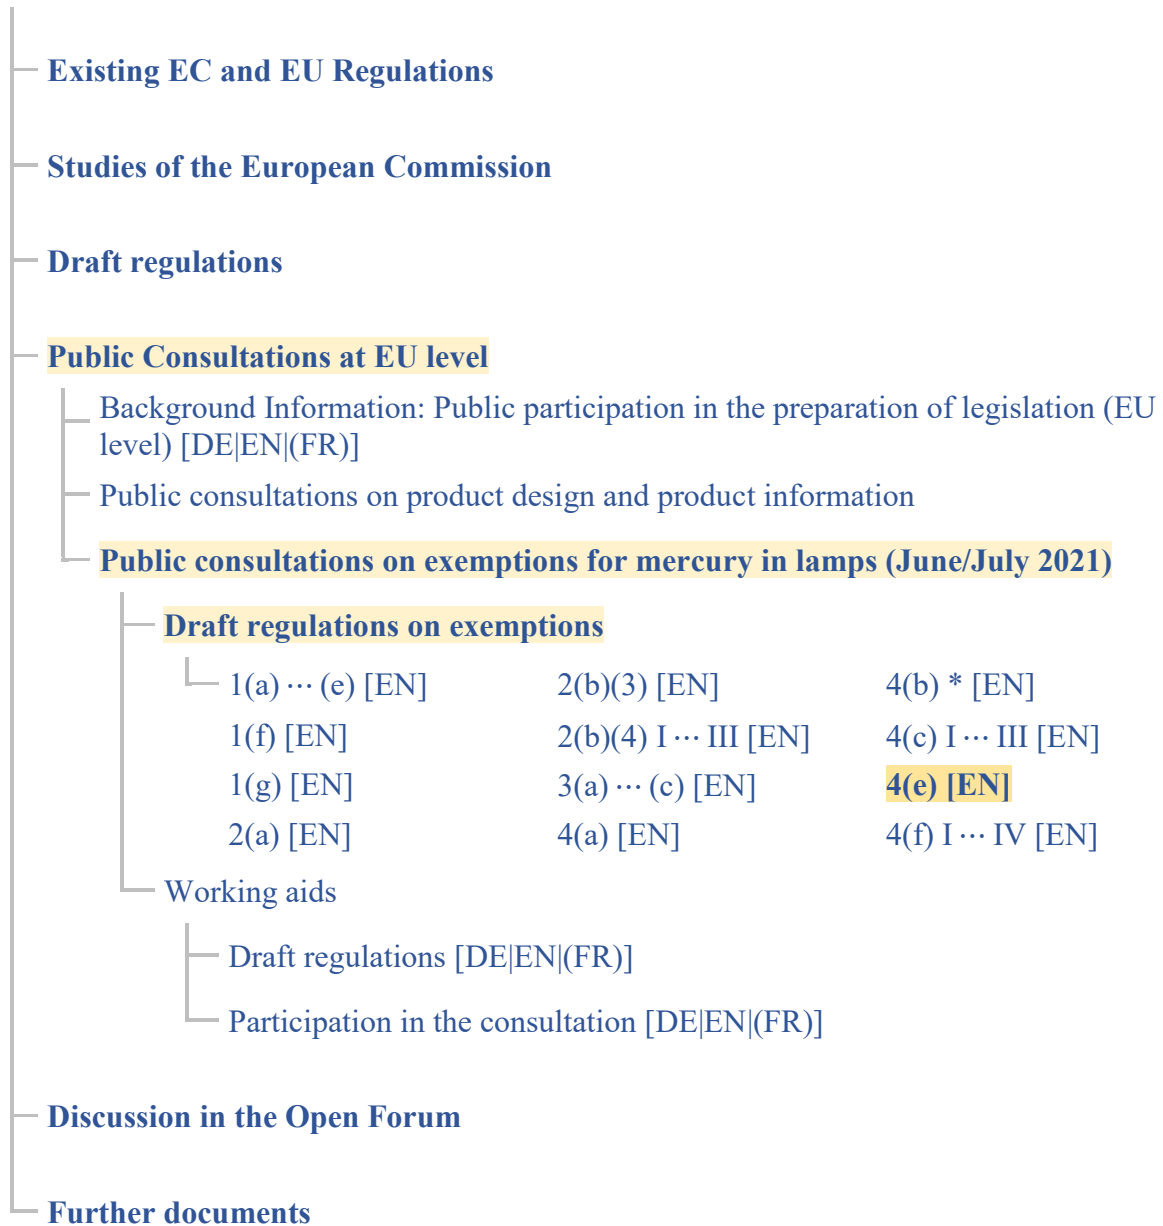 Existing EC and EU Regulations
Studies of the European Commission
Draft regulations
Public Consultations at EU level
Background Information: Public participation in the preparation of legislation (EU
level) [DE|EN|(FR)]
Public consultations on product design and product information
Public consultations on exemptions for mercury in lamps (June/July 2021)
Draft regulations on exemptions
1(a) ··· (e) [EN] 2(b)(3) [EN] 4(b) * [EN]
1(f) [EN] 2(b)(4) I ··· III [EN] 4(c) I ··· III [EN]
1(g) [EN] 3(a) ··· (c) [EN] 4(e) [EN]
2(a) [EN] 4(a) [EN] 4(f) I ··· IV [EN]
Working aids
Draft regulations [DE|EN|(FR)]
Participation in the consultation [DE|EN|(FR)]
Discussion in the Open Forum
Further documents